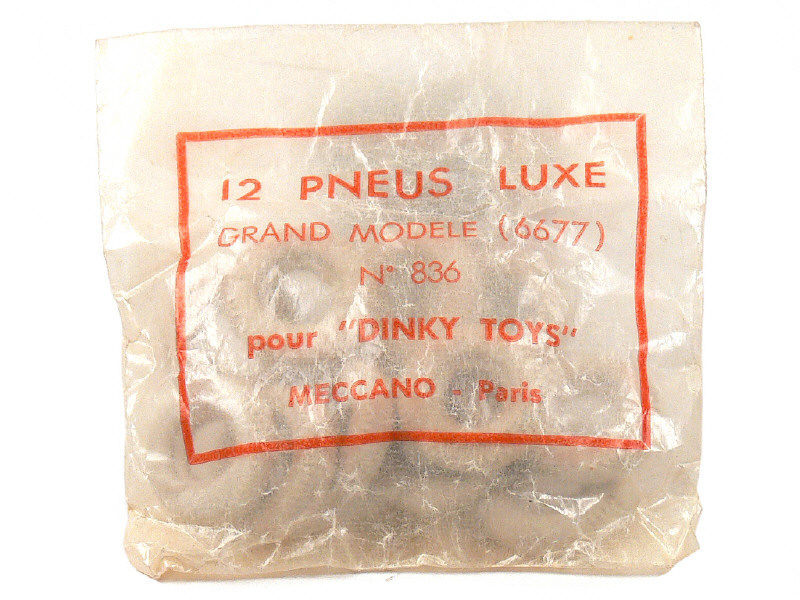 12 PNEUS LUXE
GRAND MODELE (6677)
N° 836
pour "DINKY TOYS"
MECCANO - Paris